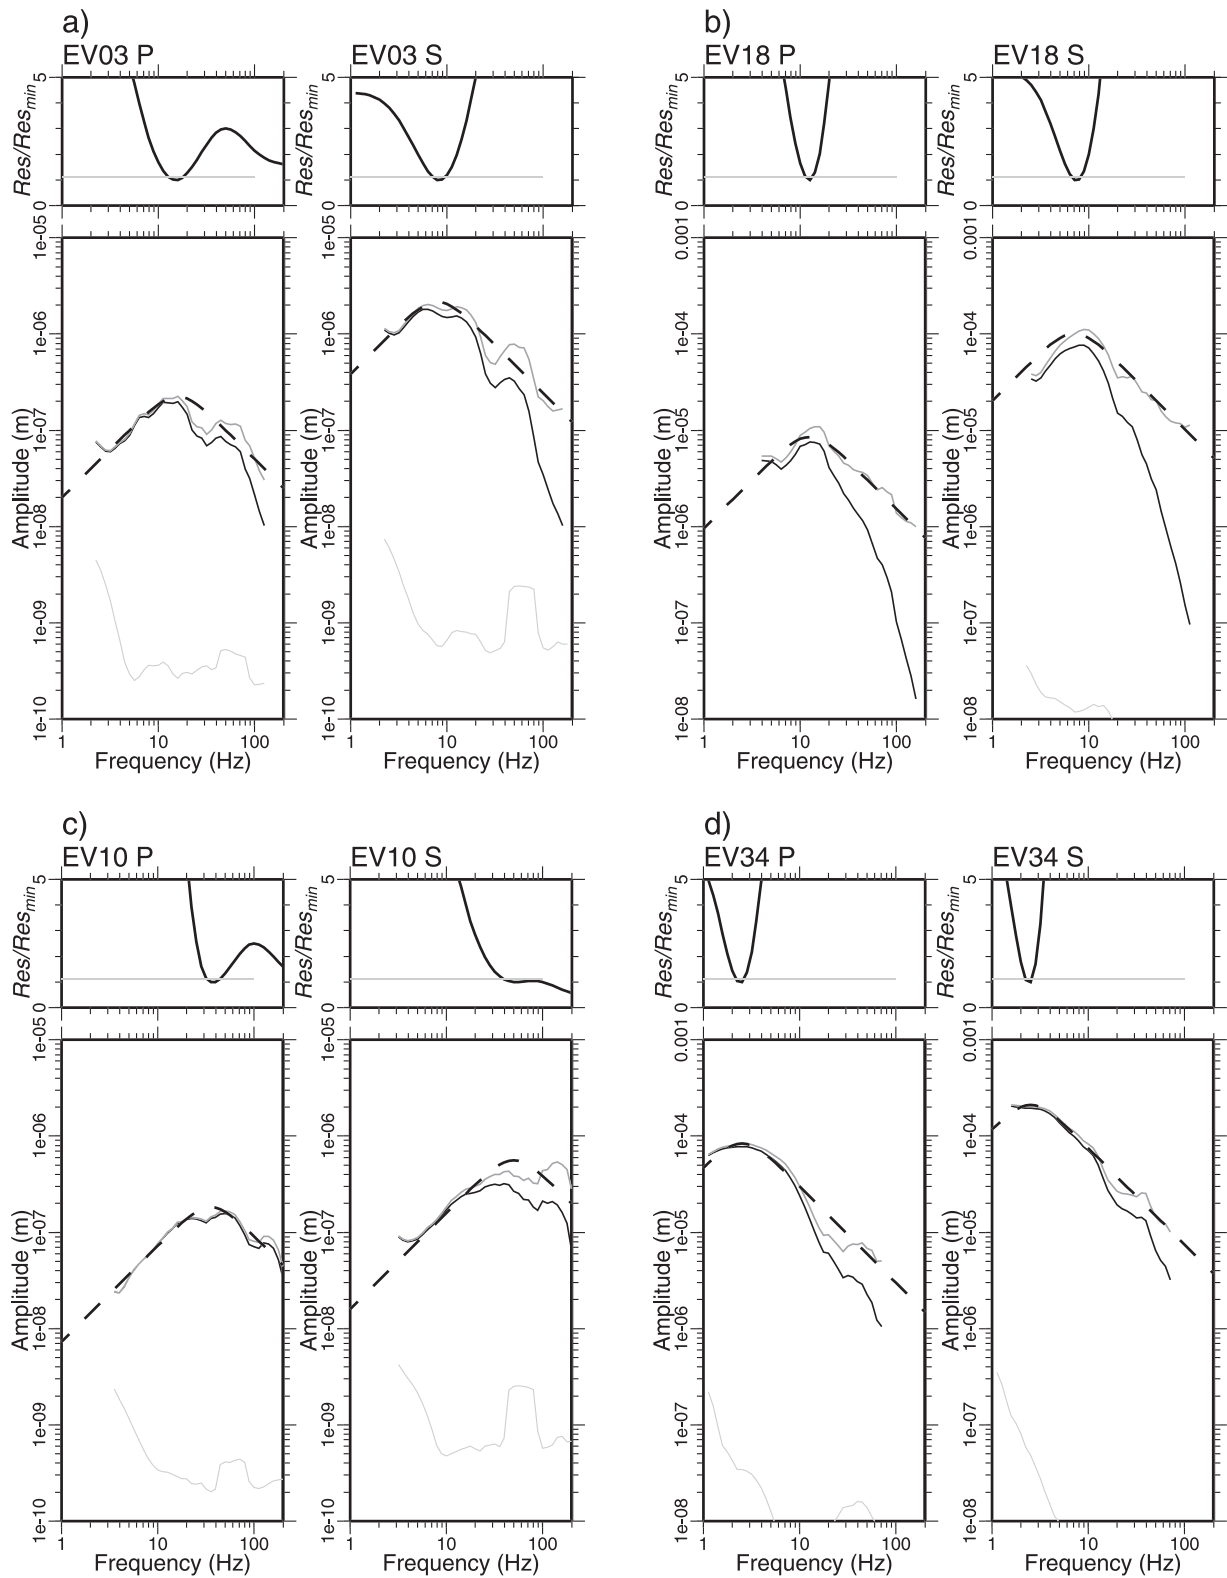 a)
EV03 P
EV03 S
5
0
Res/Resmin
5
0
Res/Resmin
1e-05
1e-06
1e-07
1e-08
1e-09
1e-10
Amplitude (m)
1e-05
1e-06
1e-07
1e-08
1e-09
1e-10
Amplitude (m)
1 10 100
1 10 100
Frequency (Hz)
Frequency (Hz)
b)
EV18 P
EV18 S
5
0
Res/Resmin
5
0
Res/Resmin
0.001
1e-04
1e-05
1e-06
1e-07
1e-08
Amplitude (m)
0.001
1e-04
1e-05
1e-06
1e-07
1e-08
Amplitude (m)
1 10 100
1 10 100
Frequency (Hz)
Frequency (Hz)
c)
EV10 P
EV10 S
5
0
Res/Resmin
5
0
Res/Resmin
1e-05
1e-06
1e-07
1e-08
1e-09
1e-10
Amplitude (m)
1e-05
1e-06
1e-07
1e-08
1e-09
1e-10
Amplitude (m)
1 10 100
1 10 100
Frequency (Hz)
Frequency (Hz)
d)
EV34 P
EV34 S
5
0
Res/Resmin
5
0
Res/Resmin
0.001
1e-04
1e-05
1e-06
1e-07
1e-08
Amplitude (m)
0.001
1e-04
1e-05
1e-06
1e-07
1e-08
Amplitude (m)
1 10 100
1 10 100
Frequency (Hz)
Frequency (Hz)